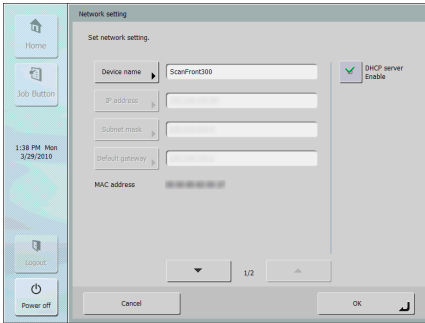 Network setting
Set network setting.
Home
Job Button
1:38 PM Mon
3/29/2010
Logout
Power off
Device name
ScanFront300
DHCP server
Enable
IP address
Subnet mask
Default gateway
MAC address
1/2
Cancel
OK